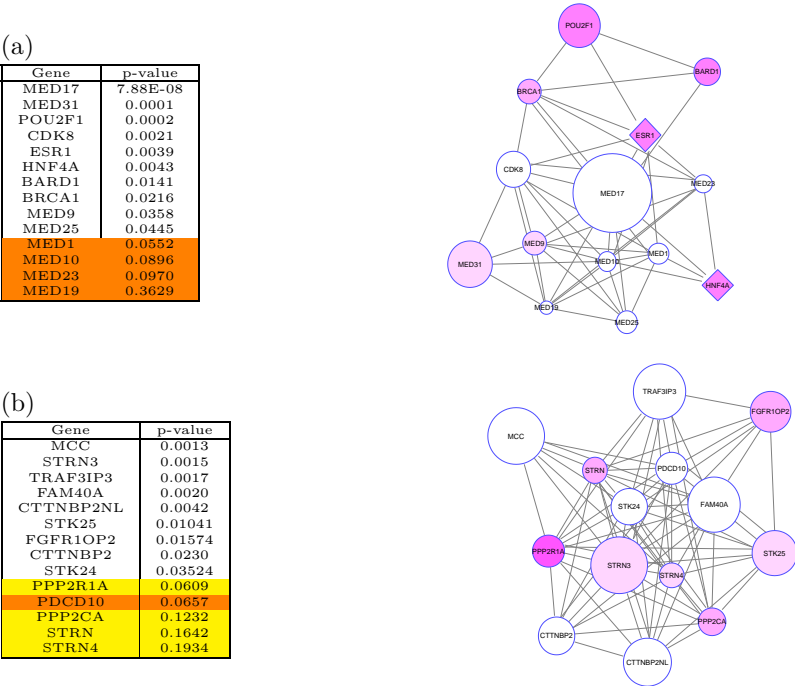 (a)
Gene p-value
MED17 7.88E-08
MED31 0.0001
POU2F1 0.0002
CDK8 0.0021
ESR1 0.0039
HNF4A 0.0043
BARD1 0.0141
BRCA1 0.0216
MED9 0.0358
MED25 0.0445
MED1 0.0552
MED10 0.0896
MED23 0.0970
MED19 0.3629
POU2F1
BARD1
BRCA1
ESR1
CDK8
MED17
MED23
MED9
MED31
MED10
MED1
HNF4A
MED19
MED25
(b)
Gene p-value
MCC 0.0013
STRN3 0.0015
TRAF3IP3 0.0017
FAM40A 0.0020
CTTNBP2NL 0.0042
STK25 0.01041
FGFR1OP2 0.01574
CTTNBP2 0.0230
STK24 0.03524
PPP2R1A 0.0609
PDCD10 0.0657
PPP2CA 0.1232
STRN 0.1642
STRN4 0.1934
TRAF3IP3
FGFR1OP2
MCC
STRN
PDCD10
STK24
FAM40A
PPP2R1A
STK25
STRN3
STRN4
PPP2CA
CTTNBP2
CTTNBP2NL